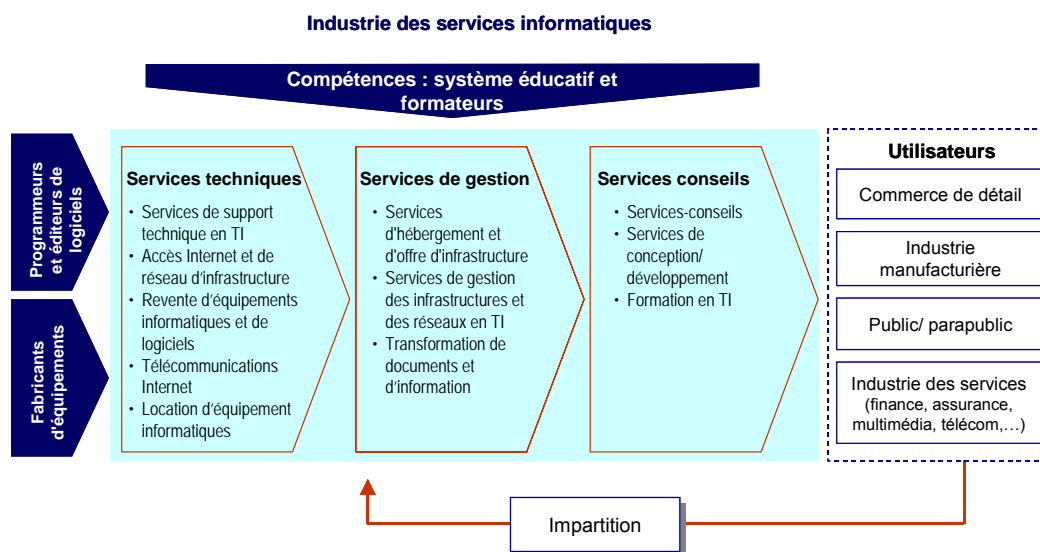 Industrie des services informatiques
Compétences : système éducatif et
formateurs
Programmeurs
et éditeurs de
logiciels
Fabricants
d'équipements
Services techniques
• Services de support
technique en TI
• Accès Internet et de
réseau d'infrastructure
• Revente d'équipements
informatiques et de
logiciels
• Télécommunications
Internet
• Location d'équipement
informatiques
Services de gestion
• Services
d'hébergement et
d'offre d'infrastructure
• Services de gestion
des infrastructures et
des réseaux en TI
• Transformation de
documents et
d'information
Services conseils
• Services-conseils
• Services de
conception/
développement
• Formation en TI
Utilisateurs
Commerce de détail
Industrie
manufacturière
Public/ parapublic
Industrie des services
(finance, assurance,
multimédia, télécom,…)
Impartition